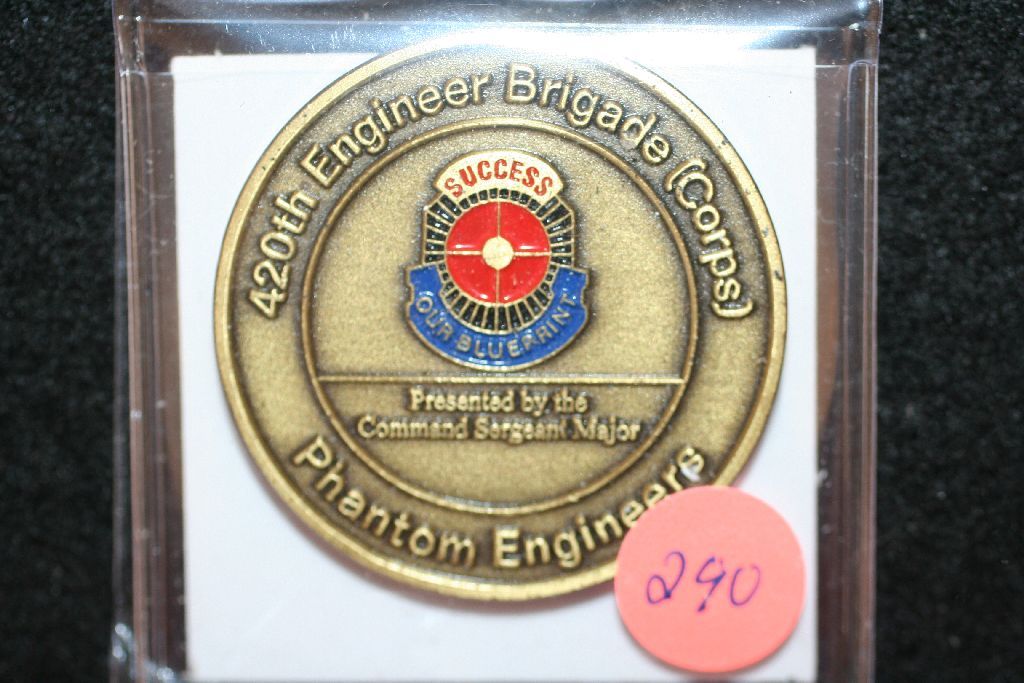 420th Engineer Brigade (Corps)
SUCCESS
OUR BLUEPRINT
Presented by the
Command Sergeant Major
Phantom Engineers
290